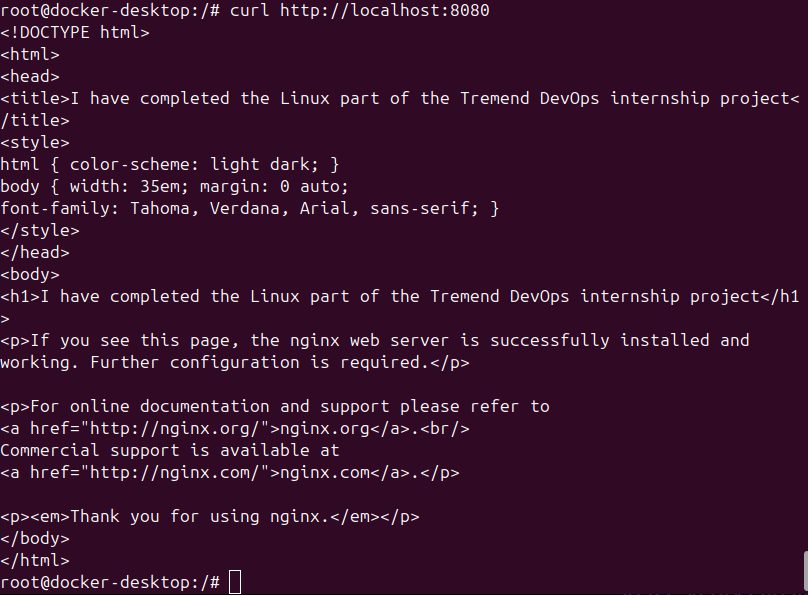 root@docker-desktop:/# curl http://localhost:8080
<!DOCTYPE html>
<html>
<head>
<title>I have completed the Linux part of the Tremend DevOps internship project<
/title>
<style>
html { color-scheme: light dark; }
body { width: 35em; margin: 0 auto;
font-family: Tahoma, Verdana, Arial, sans-serif; }
</style>
</head>
<body>
<h1>I have completed the Linux part of the Tremend DevOps internship project</h1
>
<p>If you see this page, the nginx web server is successfully installed and
working. Further configuration is required.</p>

<p>For online documentation and support please refer to
<a href="http://nginx.org/">nginx.org</a>.<br/>
Commercial support is available at
<a href="http://nginx.com/">nginx.com</a>.</p>

<p><em>Thank you for using nginx.</em></p>
</body>
</html>
root@docker-desktop:/#